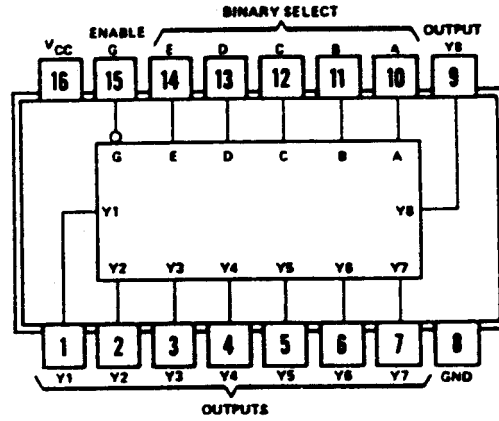 BINARY SELECT
ENABLE OUTPUT
VCC G E D C B A Y8
16 15 14 13 12 11 10 9
G E D C B A
Y1 Y8
Y2 Y3 Y4 Y5 Y6 Y7
1 2 3 4 5 6 7 8
Y1 Y2 Y3 Y4 Y5 Y6 Y7 GND
OUTPUTS